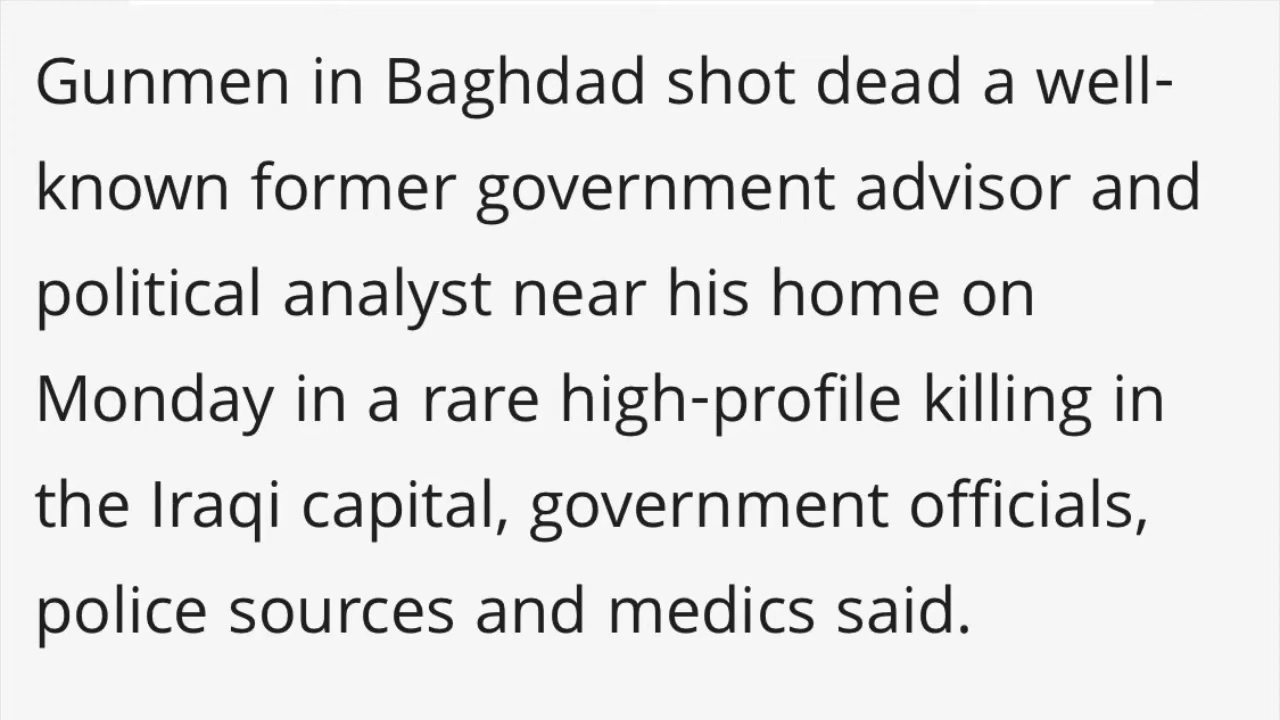 Gunmen in Baghdad shot dead a well-
known former government advisor and
political analyst near his home on
Monday in a rare high-profile killing in
the Iraqi capital, government officials,
police sources and medics said.